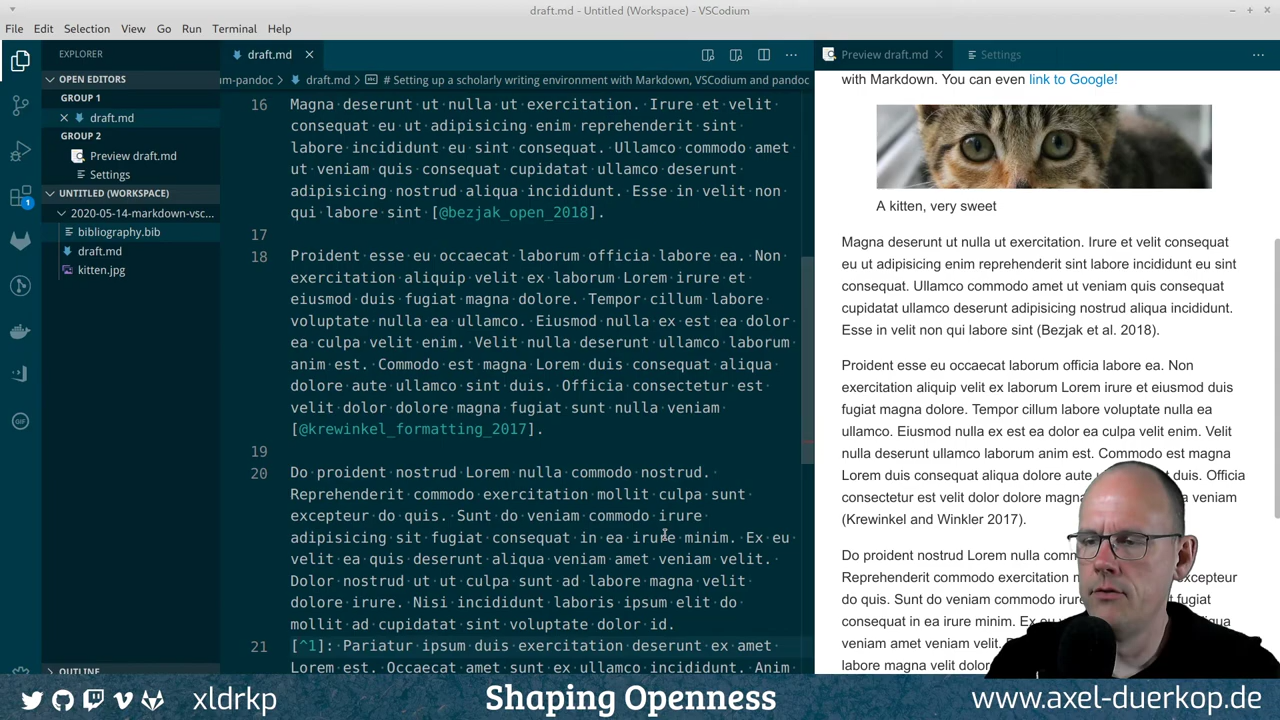 draft.md - Untitled (Workspace) - VSCodium
File Edit Selection View Go Run Terminal Help
EXPLORER
OPEN EDITORS
GROUP 1
draft.md
GROUP 2
Preview draft.md
Settings
UNTITLED (WORKSPACE)
2020-05-14-markdown-vsc...
bibliography.bib
draft.md
kitten.jpg
OUTLINE
1
draft.md
um-pandoc > draft.md > # Setting up a scholarly writing environment with Markdown, VSCodium and pandoc
16 Magna deserunt ut nulla ut exercitation. Irure et velit
consequat eu ut adipisicing enim reprehenderit sint
labore incididunt eu sint consequat. Ullamco commodo amet
ut veniam quis consequat cupidatat ullamco deserunt
adipisicing nostrud aliqua incididunt. Esse in velit non
qui labore sint [@bezjak_open_2018].
17
18 Proident esse eu occaecat laborum officia labore ea. Non
exercitation aliquip velit ex laborum Lorem irure et
eiusmod duis fugiat magna dolore. Tempor cillum labore
voluptate nulla ea ullamco. Eiusmod nulla ex est ea dolor
ea culpa velit enim. Velit nulla deserunt ullamco laborum
anim est. Commodo est magna Lorem duis consequat aliqua
dolore aute ullamco sint duis. Officia consectetur est
velit dolor dolore magna fugiat sunt nulla veniam
[@krewinkel_formatting_2017].
19
20 Do proident nostrud Lorem nulla commodo nostrud.
Reprehenderit commodo exercitation mollit culpa sunt
excepteur do quis. Sunt do veniam commodo irure
adipisicing sit fugiat consequat in ea irure minim. Ex eu
velit ea quis deserunt aliqua veniam amet veniam velit.
Dolor nostrud ut ut culpa sunt ad labore magna velit
dolore irure. Nisi incididunt laboris ipsum elit do
mollit ad cupidatat sint voluptate dolor id.
21 [^1]: Pariatur ipsum duis exercitation deserunt ex amet
Lorem est. Occaecat amet sunt ex ullamco incididunt. Anim
Preview draft.md
Settings
with Markdown. You can even link to Google!
A kitten, very sweet
Magna deserunt ut nulla ut exercitation. Irure et velit consequat
eu ut adipisicing enim reprehenderit sint labore incididunt eu sint
consequat. Ullamco commodo amet ut veniam quis consequat
cupidatat ullamco deserunt adipisicing nostrud aliqua incididunt.
Esse in velit non qui labore sint (Bezjak et al. 2018).
Proident esse eu occaecat laborum officia labore ea. Non
exercitation aliquip velit ex laborum Lorem irure et eiusmod duis
fugiat magna dolore. Tempor cillum labore voluptate nulla ea
ullamco. Eiusmod nulla ex est ea dolor ea culpa velit enim. Velit
nulla deserunt ullamco laborum anim est. Commodo est magna
Lorem duis consequat aliqua dolore aute duis. Officia
consectetur est velit dolor dolore magna veniam
(Krewinkel and Winkler 2017).
Do proident nostrud Lorem nulla
Reprehenderit commodo exercitation excepteur
do quis. Sunt do veniam commodo fugiat
consequat in ea irure minim. Ex
veniam amet veniam velit.
labore magna velit
xldrkp
Shaping Openness
www.axel-duerkop.de